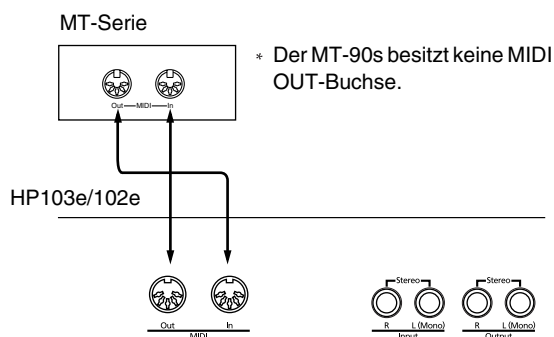 MT-Serie
* Der MT-90s besitzt keine MIDI
OUT-Buchse.
Out MIDI In
HP103e/102e
Stereo Stereo
Out In R L (Mono) R L (Mono)
MIDI Input Output